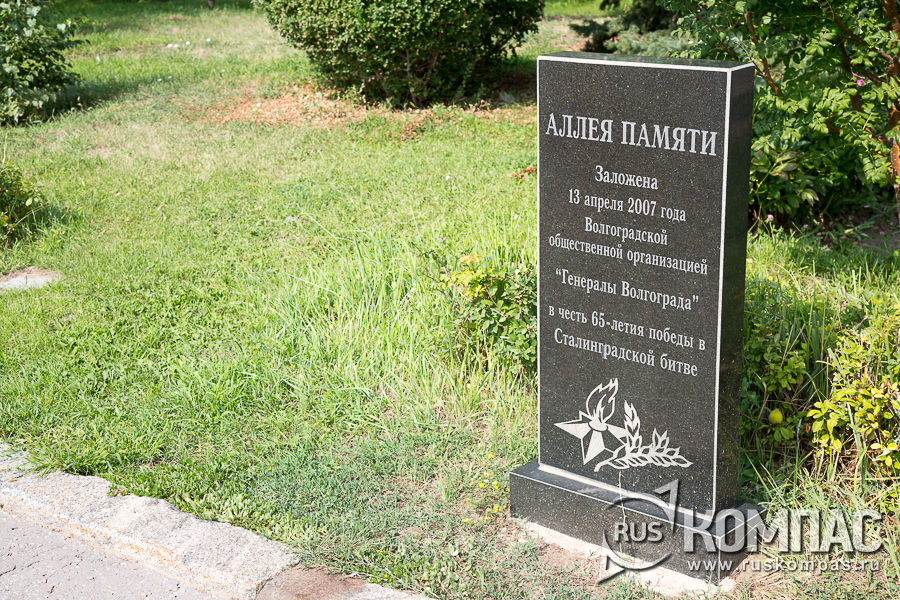 АЛЛЕЯ ПАМЯТИ
Заложена
13 апреля 2007 года
Волгоградской
общественной организацией
“Генералы Волгограда”
в честь 65-летия победы в
Сталинградской битве
RUS КОМПАС
www.ruskompas.ru